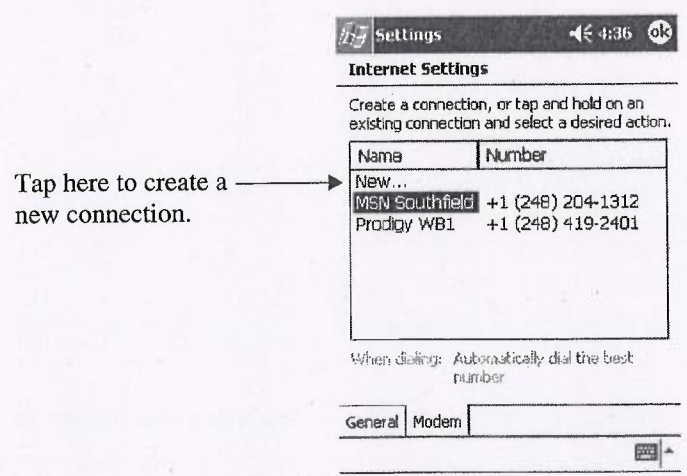 Settings 4:36 ok
Internet Settings
Create a connection, or tap and hold on an
existing connection and select a desired action.
Name Number
Tap here to create a
new connection.
New...
MSN Southfield +1 (248) 204-1312
Prodigy WB1 +1 (248) 419-2401
When dialing: Automatically dial the best
number
General Modem